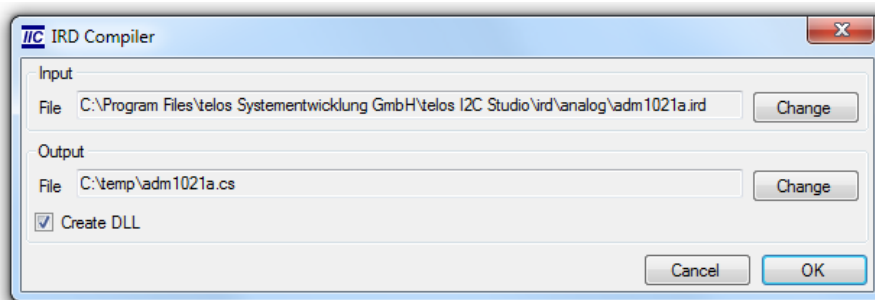 IIC IRD Compiler
Input
File C:\Program Files\telos Systementwicklung GmbH\telos I2C Studio\ird\analog\adm1021a.ird Change
Output
File C:\temp\adm1021a.cs Change
Create DLL
Cancel OK